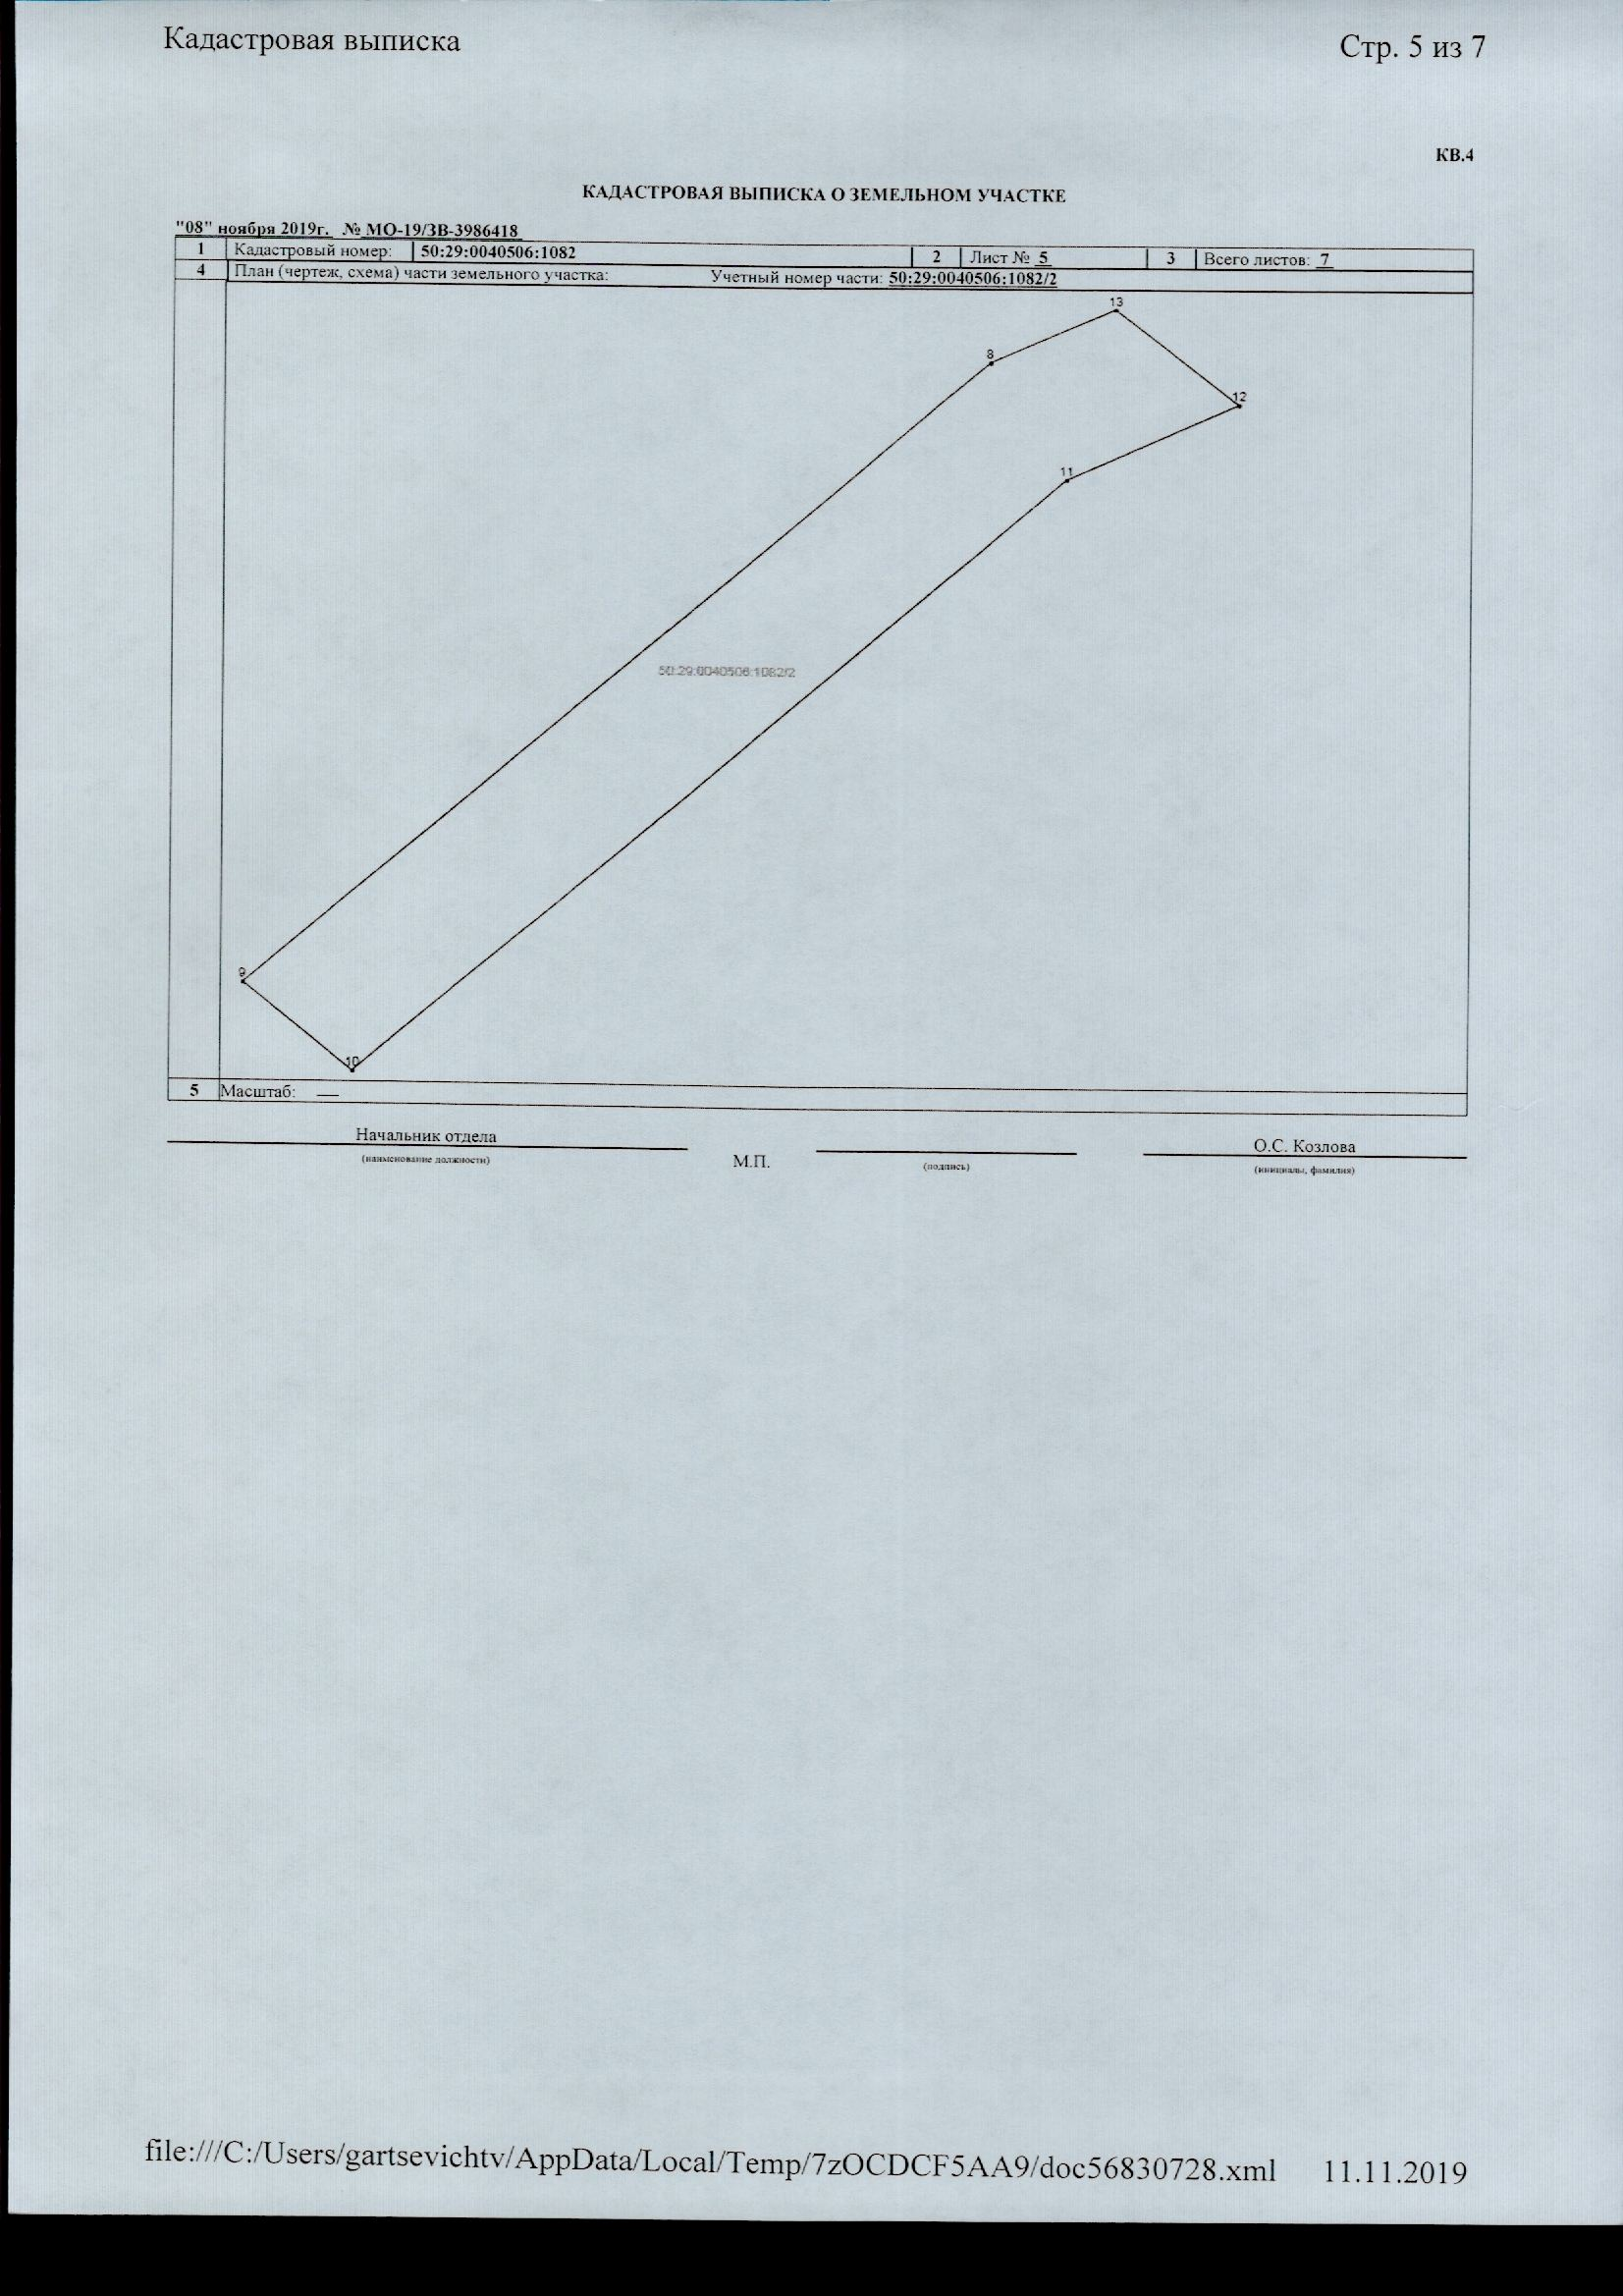 Кадастровая выписка Стр. 5 из 7
КВ.4
КАДАСТРОВАЯ ВЫПИСКА О ЗЕМЕЛЬНОМ УЧАСТКЕ
"08" ноября 2019г. № МО-19/ЗВ-3986418
1 Кадастровый номер: 50:29:0040506:1082 2 Лист № 5 3 Всего листов: 7
4 План (чертеж, схема) части земельного участка: Учетный номер части: 50:29:0040506:1082/2
13
8
12
11
50:29:0040506:1082/2
9
10
5 Масштаб: —
Начальник отдела О.С. Козлова
(наименование должности) М.П. (подпись) (инициалы, фамилия)
file:///C:/Users/gartsevichtv/AppData/Local/Temp/7zOCDCF5AA9/doc56830728.xml 11.11.2019